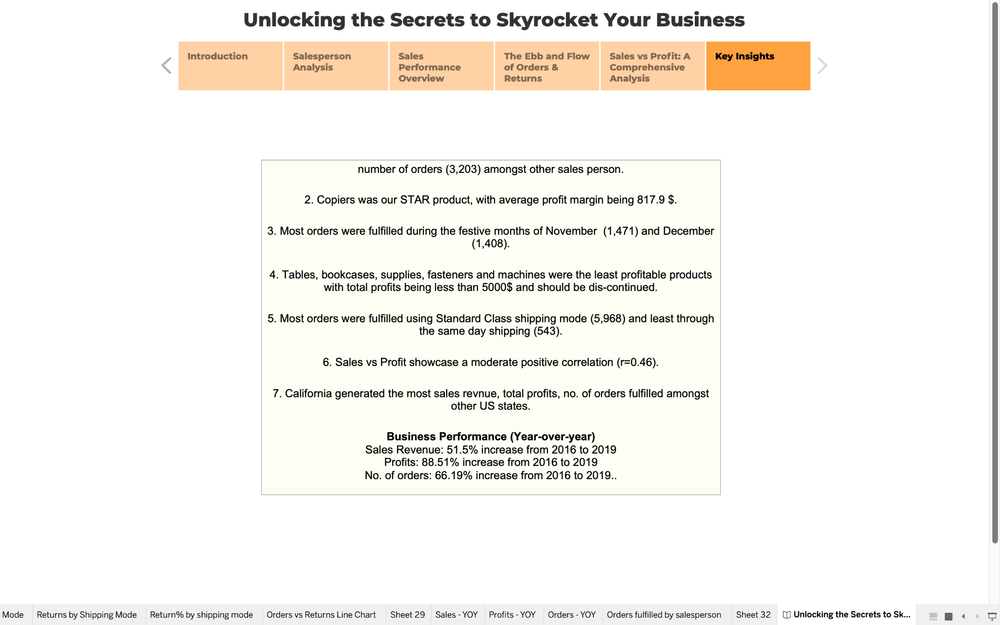 Unlocking the Secrets to Skyrocket Your Business
Introduction
Salesperson
Analysis
Sales
Performance
Overview
The Ebb and Flow
of Orders &
Returns
Sales vs Profit: A
Comprehensive
Analysis
Key Insights
number of orders (3,203) amongst other sales person.
2. Copiers was our STAR product, with average profit margin being 817.9 $.
3. Most orders were fulfilled during the festive months of November  (1,471) and December
(1,408).
4. Tables, bookcases, supplies, fasteners and machines were the least profitable products
with total profits being less than 5000$ and should be dis-continued.
5. Most orders were fulfilled using Standard Class shipping mode (5,968) and least through
the same day shipping (543).
6. Sales vs Profit showcase a moderate positive correlation (r=0.46).
7. California generated the most sales revnue, total profits, no. of orders fulfilled amongst
other US states.
Business Performance (Year-over-year)
Sales Revenue: 51.5% increase from 2016 to 2019
Profits: 88.51% increase from 2016 to 2019
No. of orders: 66.19% increase from 2016 to 2019..
Mode
Returns by Shipping Mode
Return% by shipping mode
Orders vs Returns Line Chart
Sheet 29
Sales - YOY
Profits - YOY
Orders - YOY
Orders fulfilled by salesperson
Sheet 32
Unlocking the Secrets to Sk...